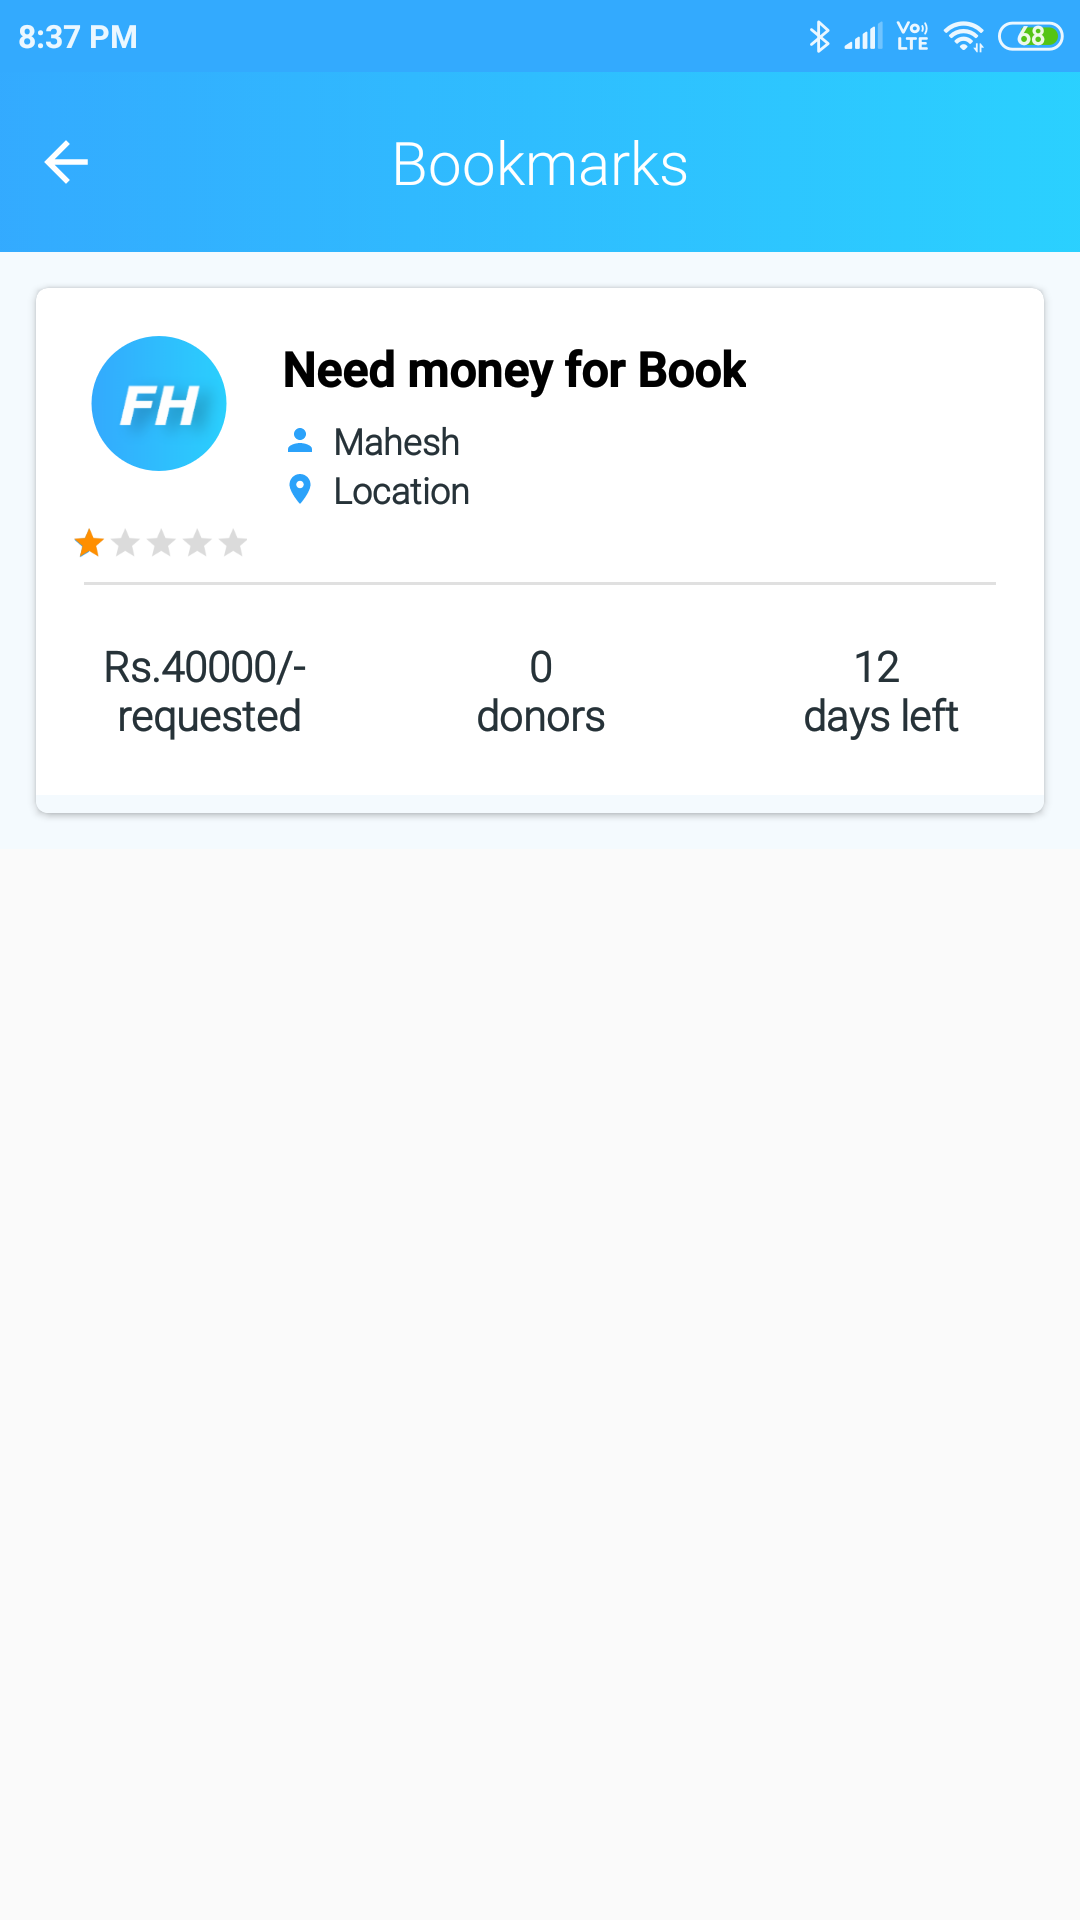 8:37 PM
Vo)) LTE
68
Bookmarks
FH
Need money for Book
Mahesh
Location
Rs.40000/- requested
0 donors
12 days left